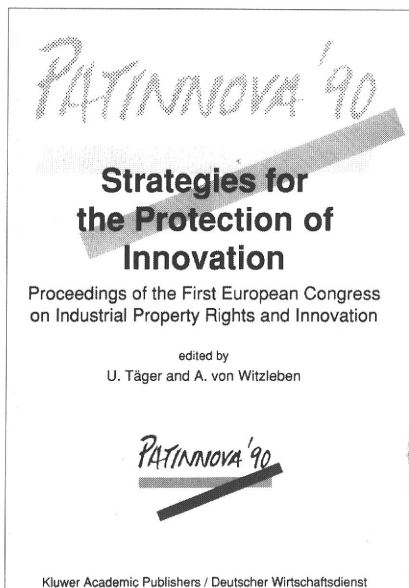 PATINNOVA '90
Strategies for
the Protection of
Innovation
Proceedings of the First European Congress
on Industrial Property Rights and Innovation
edited by
U. Täger and A. von Witzleben
PATINNOVA '90
Kluwer Academic Publishers / Deutscher Wirtschaftsdienst